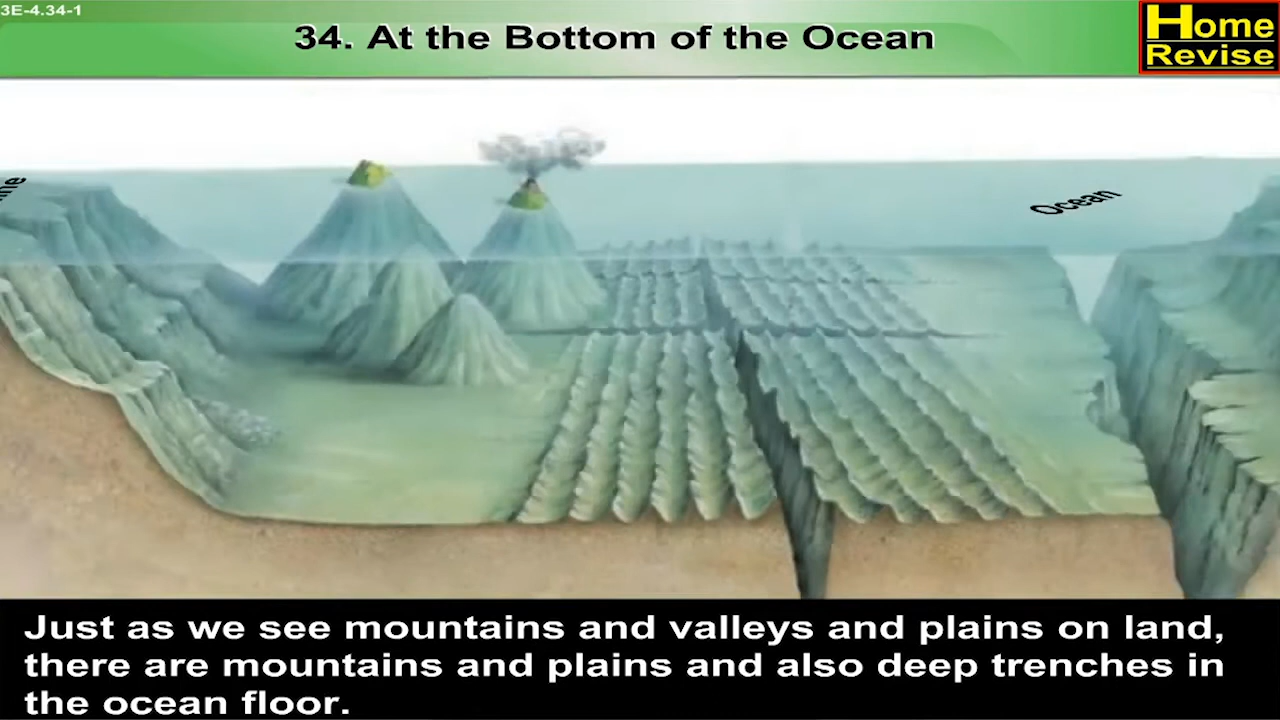 3E-4.34-1
34. At the Bottom of the Ocean
Home
Revise
Ocean
Just as we see mountains and valleys and plains on land,
there are mountains and plains and also deep trenches in
the ocean floor.